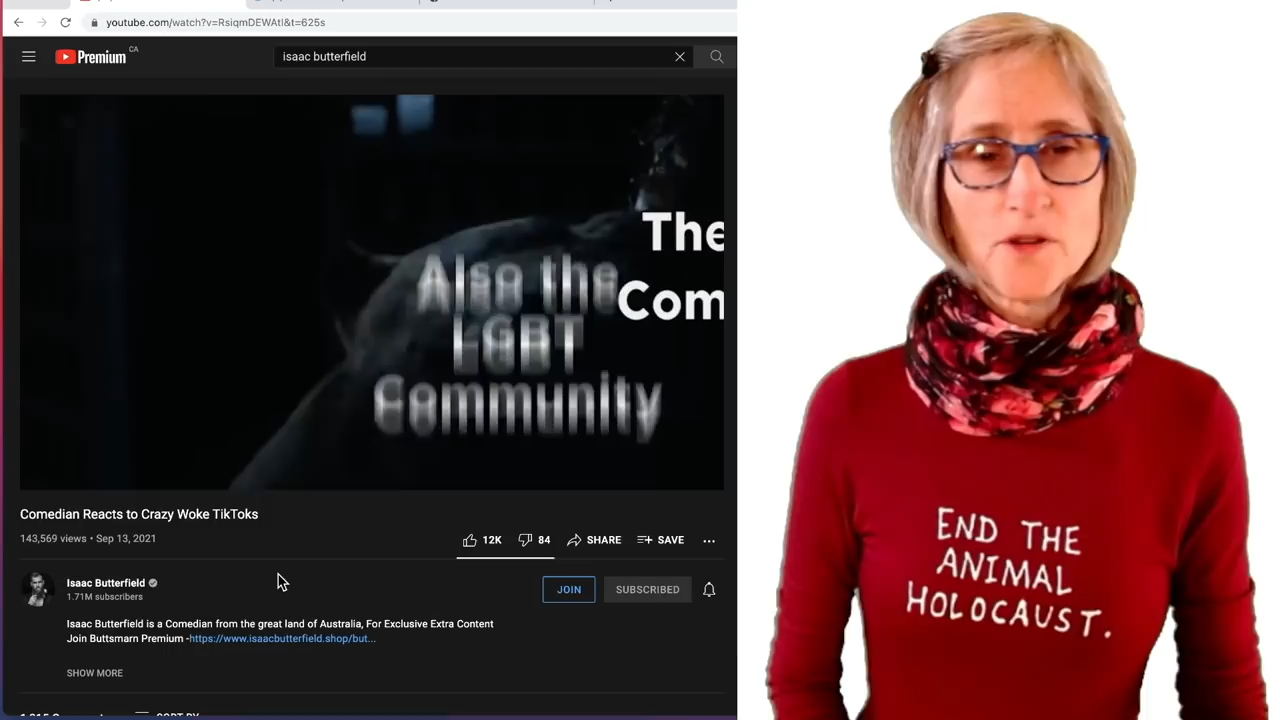 youtube.com/watch?v=RsiqmDEWAtI&t=625s
Premium CA
isaac butterfield
The
Also the
Com
LGBT
Community
Comedian Reacts to Crazy Woke TikToks
143,569 views • Sep 13, 2021
12K
84
SHARE
SAVE
Isaac Butterfield
1.71M subscribers
JOIN
SUBSCRIBED
Isaac Butterfield is a Comedian from the great land of Australia, For Exclusive Extra Content
Join Buttsmarn Premium -https://www.isaacbutterfield.shop/but...
SHOW MORE
SORT BY
END THE
ANIMAL
HOLOCAUST.